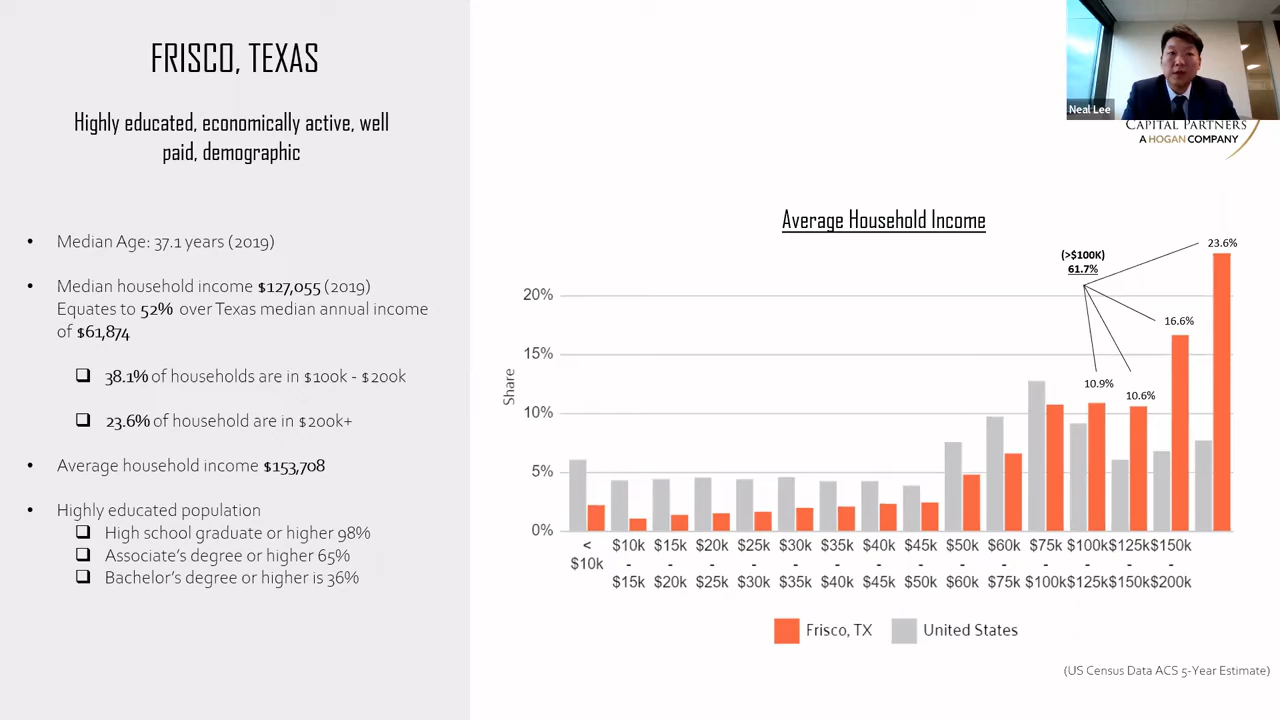 FRISCO, TEXAS
Highly educated, economically active, well
paid, demographic
• Median Age: 37.1 years (2019)
• Median household income $127,055 (2019)
Equates to 52% over Texas median annual income
of $61,874
❑ 38.1% of households are in $100k - $200k
❑ 23.6% of household are in $200k+
• Average household income $153,708
• Highly educated population
❑ High school graduate or higher 98%
❑ Associate's degree or higher 65%
❑ Bachelor's degree or higher is 36%
Neal Lee
CAPITAL PARTNERS
A HOGAN COMPANY
Average Household Income
(>$100K)
61.7%
23.6%
16.6%
10.9%
10.6%
Share
20%
15%
10%
5%
0%
< $10k $15k $20k $25k $30k $35k $40k $45k $50k $60k $75k $100k $125k $150k
$10k - - - - - - - - - - - - - -
$15k $20k $25k $30k $35k $40k $45k $50k $60k $75k $100k $125k $150k $200k
Frisco, TX United States
(US Census Data ACS 5-Year Estimate)